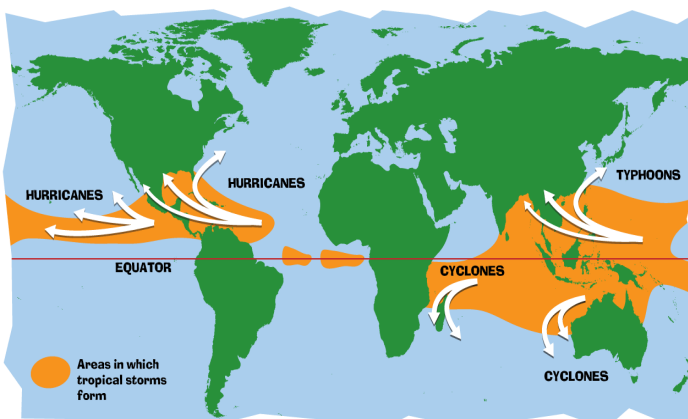 TYPHOONS
HURRICANES
HURRICANES
EQUATOR
CYCLONES
CYCLONES
Areas in which
tropical storms
form